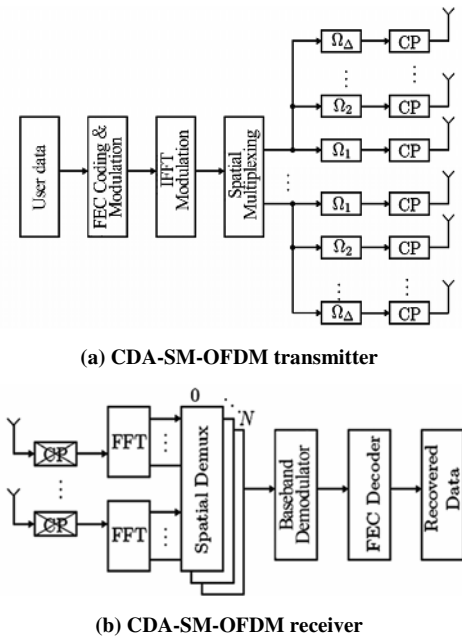 User data
FEC Coding &
Modulation
IFFT
Modulation
Spatial
Multiplexing
Ω_Δ CP
Ω_2 CP
Ω_1 CP
Ω_1 CP
Ω_2 CP
Ω_Δ CP
(a) CDA-SM-OFDM transmitter
0
N
CP
FFT
CP
FFT
Spatial Demux
Baseband
Demodulator
FEC Decoder
Recovered
Data
(b) CDA-SM-OFDM receiver